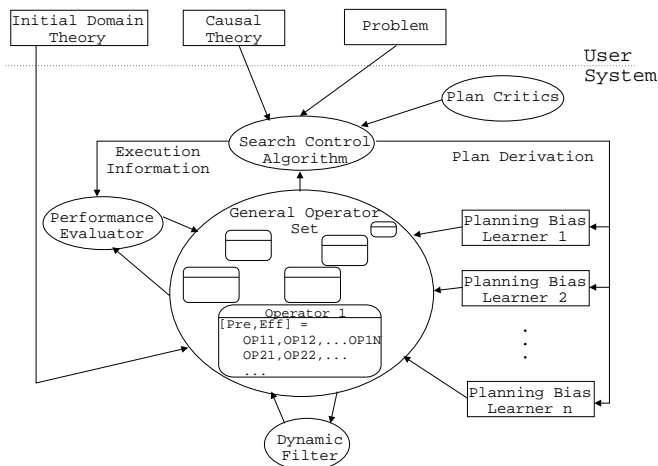 Initial Domain
Theory
Causal
Theory
Problem
User
System
Plan Critics
Search Control
Algorithm
Execution
Information
Plan Derivation
Performance
Evaluator
General Operator
Set
Planning Bias
Learner 1
Planning Bias
Learner 2
Operator 1
[Pre,Eff] =
OP11,OP12,...OP1N
OP21,OP22,...
...
Planning Bias
Learner n
Dynamic
Filter